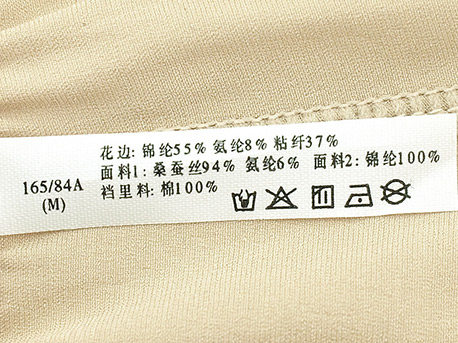 165/84A
(M)
花边: 锦纶55% 氨纶8% 粘纤37%
面料1: 桑蚕丝94% 氨纶6% 面料2: 锦纶100%
裆里料: 棉100%